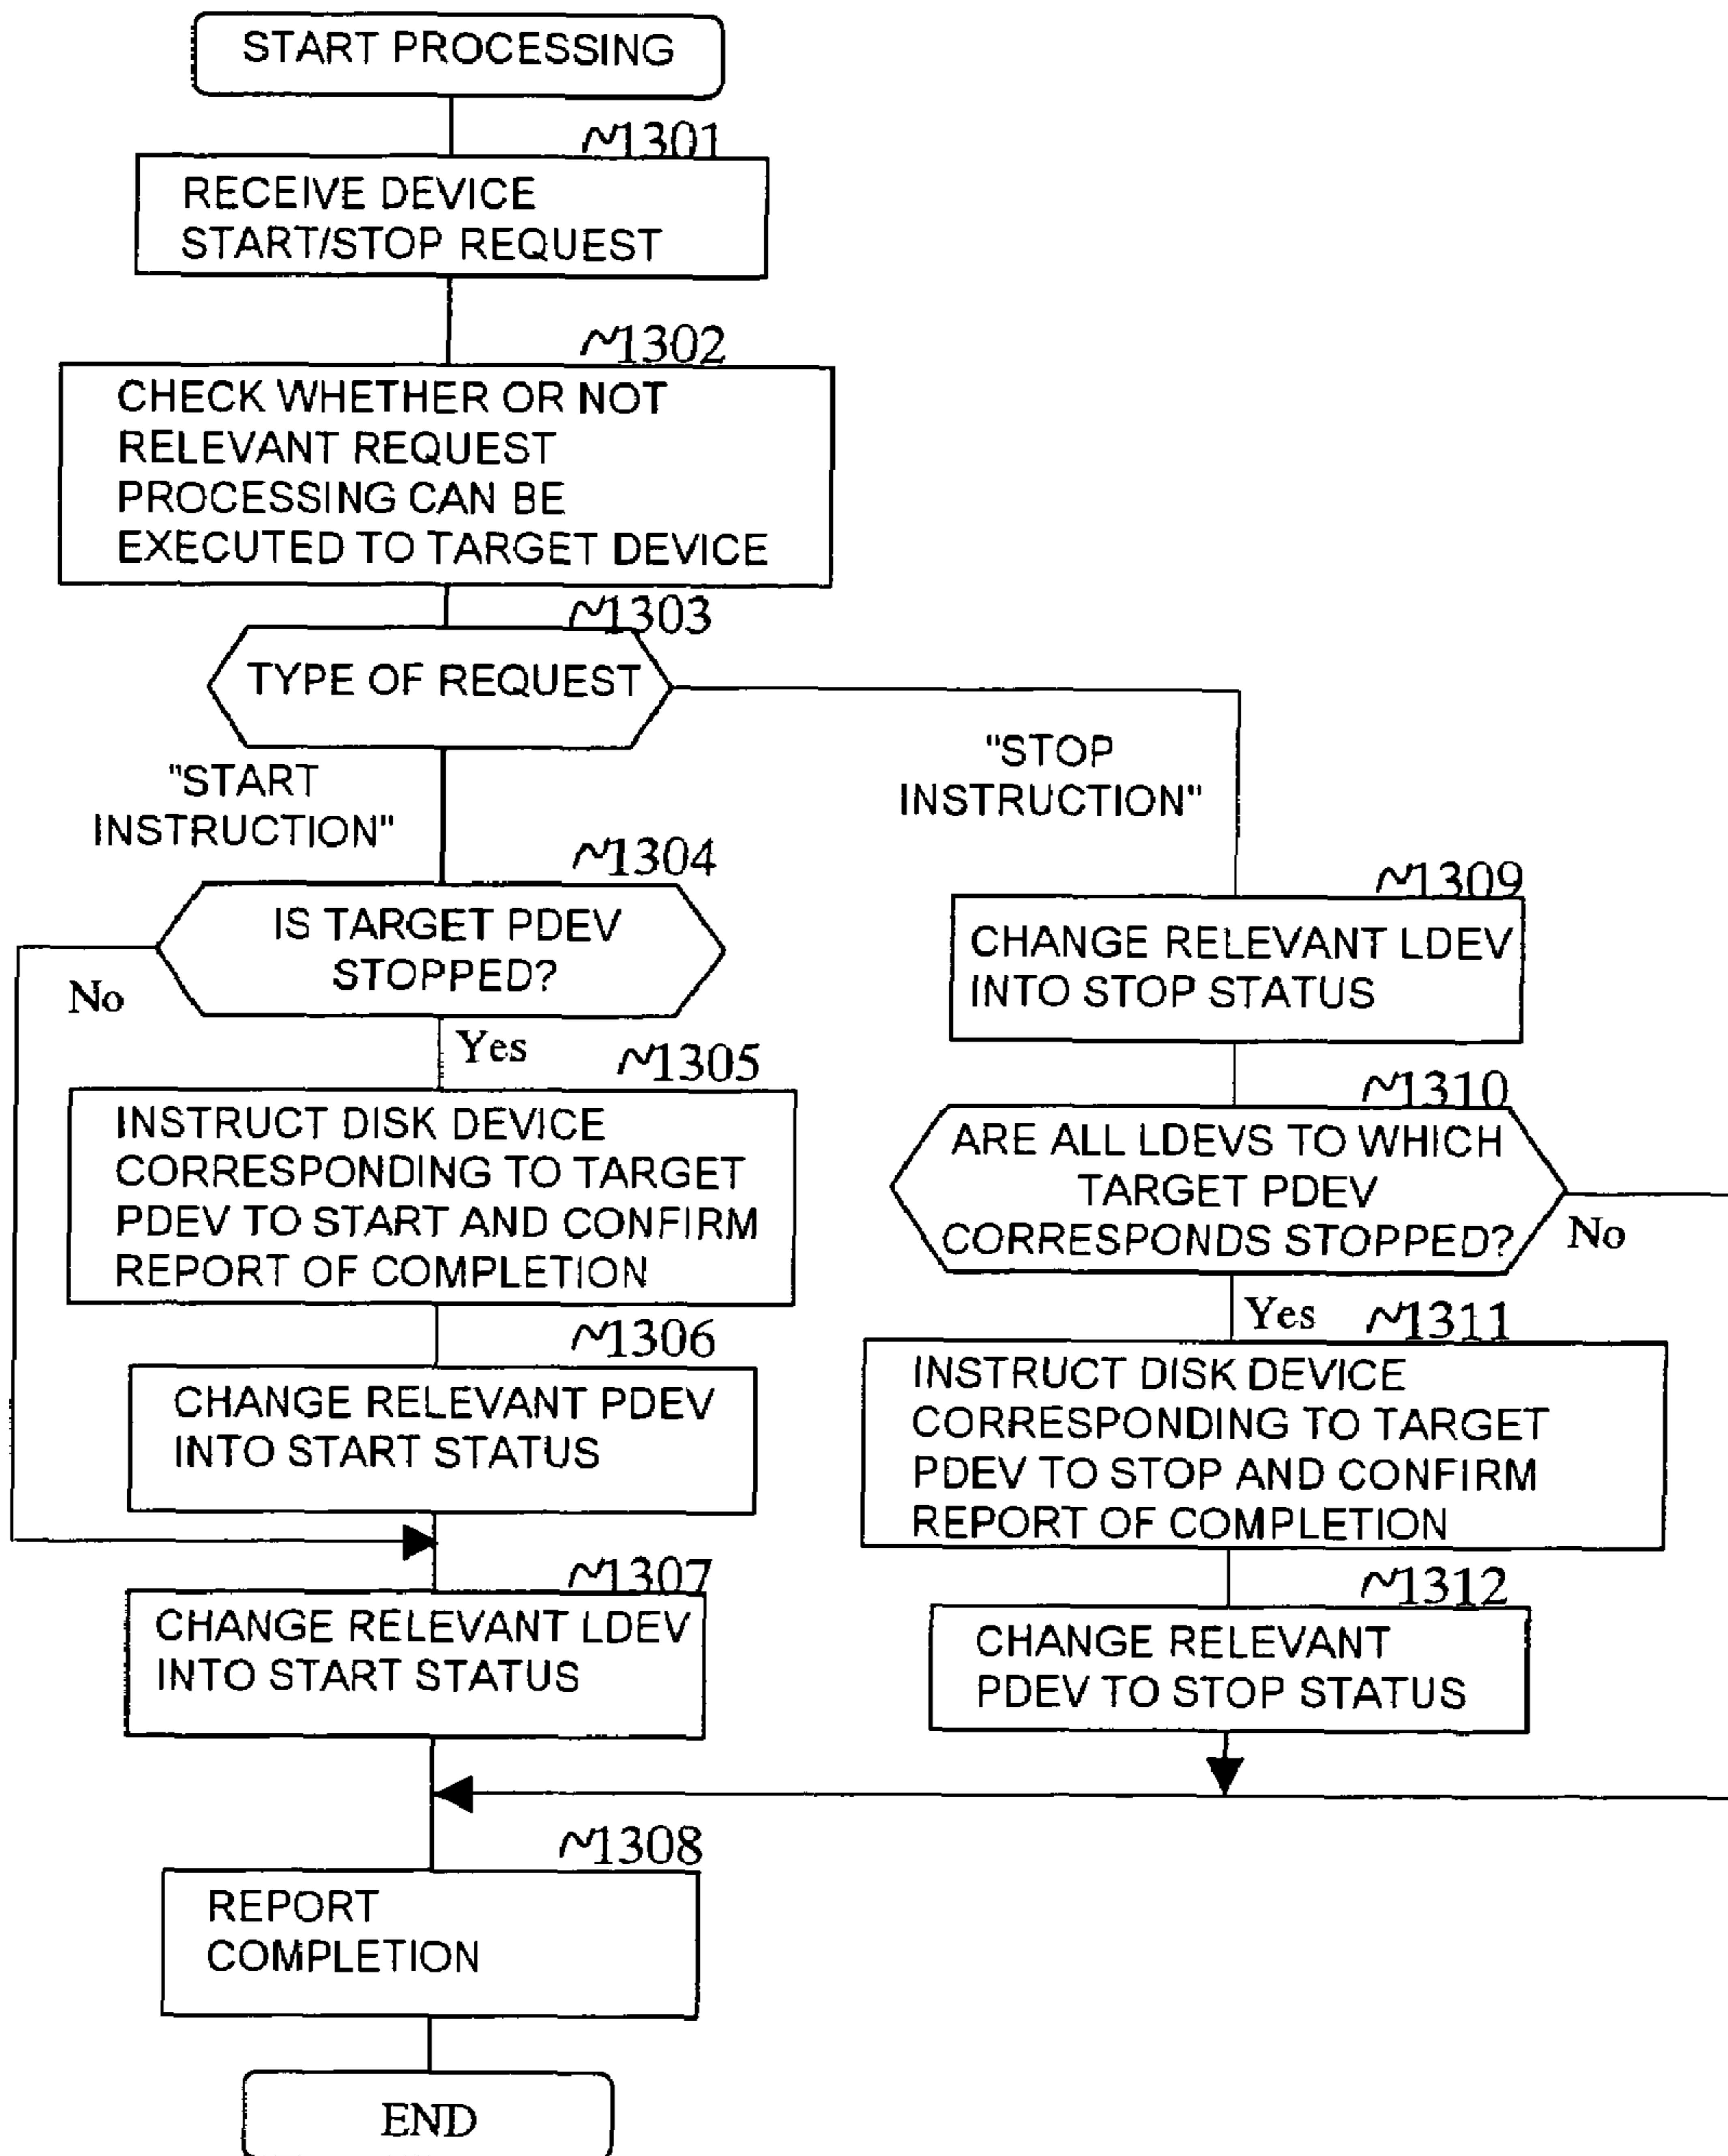 START PROCESSING
~1301
RECEIVE DEVICE
START/STOP REQUEST
~1302
CHECK WHETHER OR NOT
RELEVANT REQUEST
PROCESSING CAN BE
EXECUTED TO TARGET DEVICE
~1303
TYPE OF REQUEST
"START
INSTRUCTION"
"STOP
INSTRUCTION"
~1304
IS TARGET PDEV
STOPPED?
No
Yes
~1305
INSTRUCT DISK DEVICE
CORRESPONDING TO TARGET
PDEV TO START AND CONFIRM
REPORT OF COMPLETION
~1306
CHANGE RELEVANT PDEV
INTO START STATUS
~1307
CHANGE RELEVANT LDEV
INTO START STATUS
~1309
CHANGE RELEVANT LDEV
INTO STOP STATUS
~1310
ARE ALL LDEVS TO WHICH
TARGET PDEV
CORRESPONDS STOPPED?
No
Yes
~1311
INSTRUCT DISK DEVICE
CORRESPONDING TO TARGET
PDEV TO STOP AND CONFIRM
REPORT OF COMPLETION
~1312
CHANGE RELEVANT
PDEV TO STOP STATUS
~1308
REPORT
COMPLETION
END